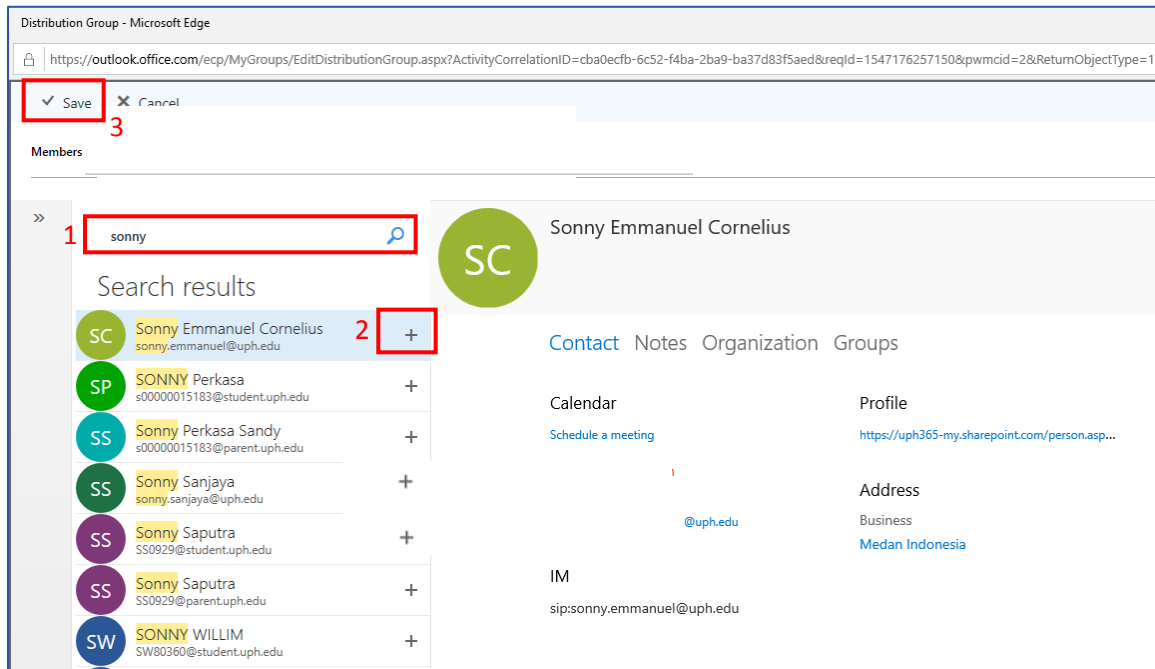 Distribution Group - Microsoft Edge
https://outlook.office.com/ecp/MyGroups/EditDistributionGroup.aspx?ActivityCorrelationID=cba0ecfb-6c52-f4ba-2ba9-ba37d83f5aed&reqId=1547176257150&pwmcid=2&ReturnObjectType=1
Save
Cancel
3
Members
»
1
sonny
Search results
SC
Sonny Emmanuel Cornelius
sonny.emmanuel@uph.edu
2
+
SP
SONNY Perkasa
s00000015183@student.uph.edu
+
SS
Sonny Perkasa Sandy
s00000015183@parent.uph.edu
+
SS
Sonny Sanjaya
sonny.sanjaya@uph.edu
+
SS
Sonny Saputra
SS0929@student.uph.edu
+
SS
Sonny Saputra
SS0929@parent.uph.edu
+
SW
SONNY WILLIM
SW80360@student.uph.edu
+
SC
Sonny Emmanuel Cornelius
Contact Notes Organization Groups
Calendar
Schedule a meeting
@uph.edu
IM
sip:sonny.emmanuel@uph.edu
Profile
https://uph365-my.sharepoint.com/person.asp...
Address
Business
Medan Indonesia